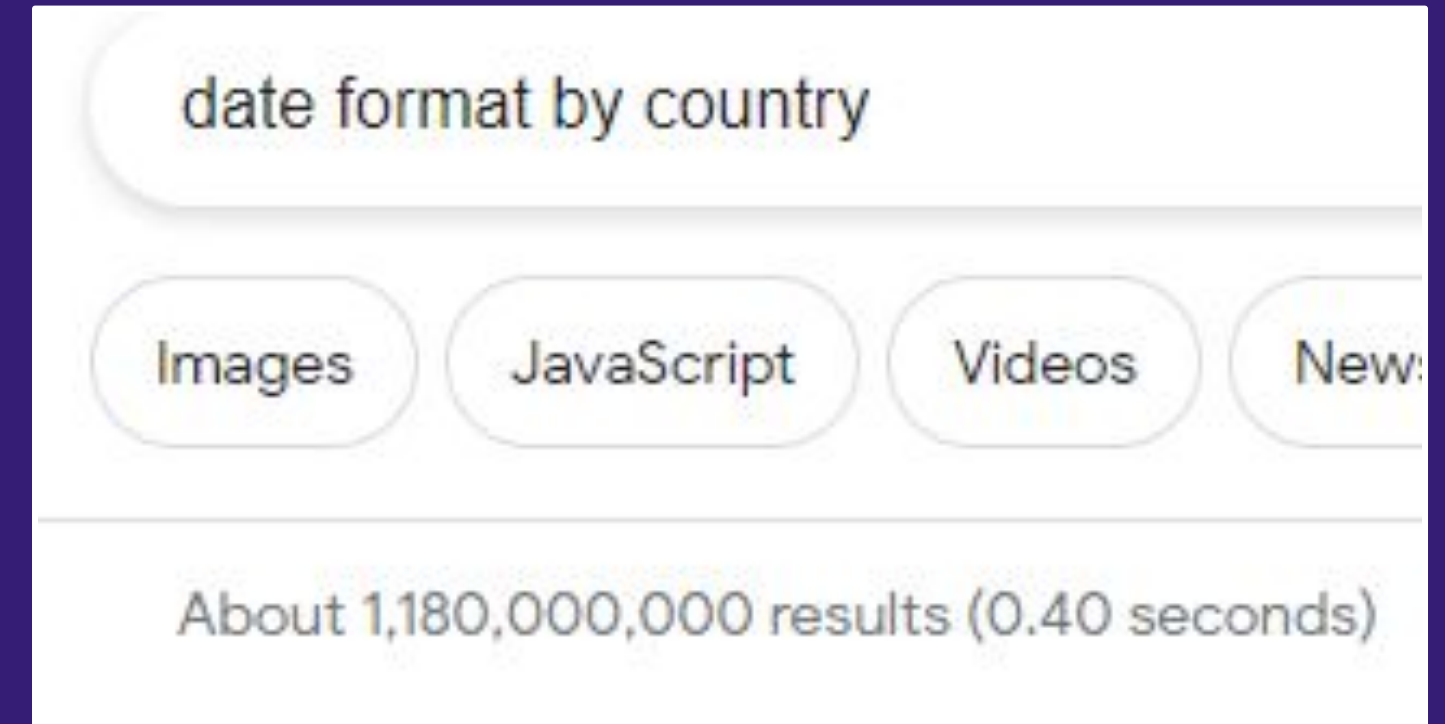 date format by country
Images JavaScript Videos
About 1,180,000,000 results (0.40 seconds)